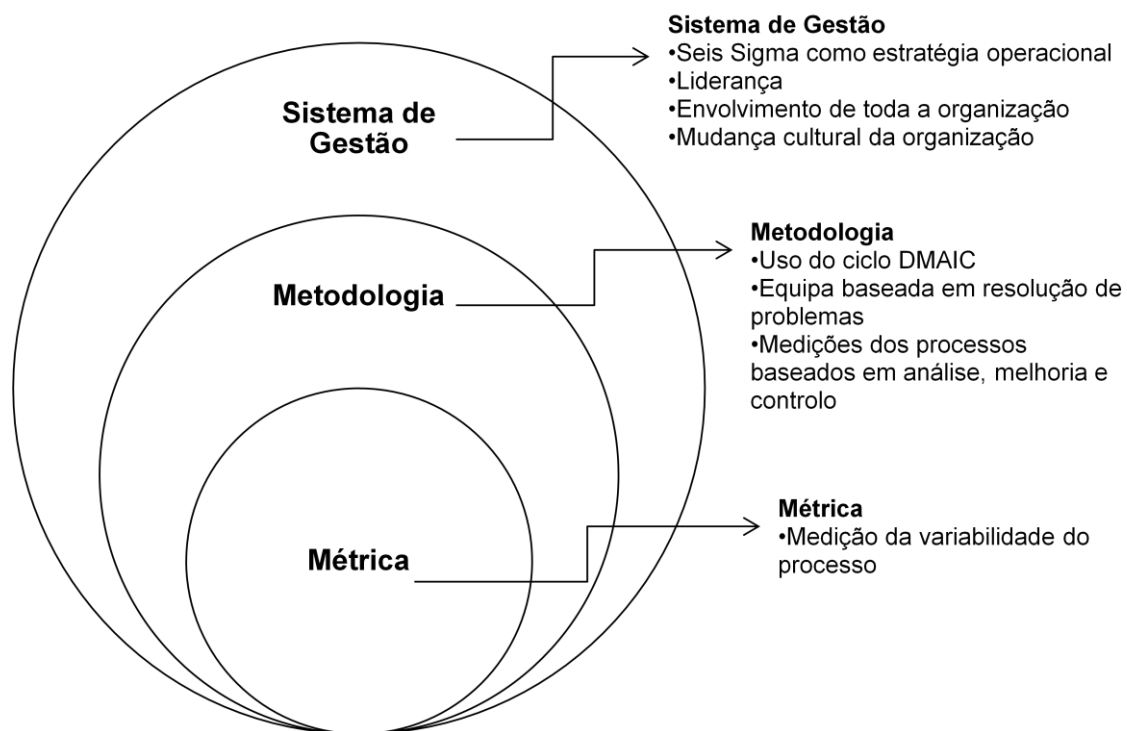 Sistema de
Gestão
Metodologia
Métrica
Sistema de Gestão
•Seis Sigma como estratégia operacional
•Liderança
•Envolvimento de toda a organização
•Mudança cultural da organização
Metodologia
•Uso do ciclo DMAIC
•Equipa baseada em resolução de
problemas
•Medições dos processos
baseados em análise, melhoria e
controlo
Métrica
•Medição da variabilidade do
processo